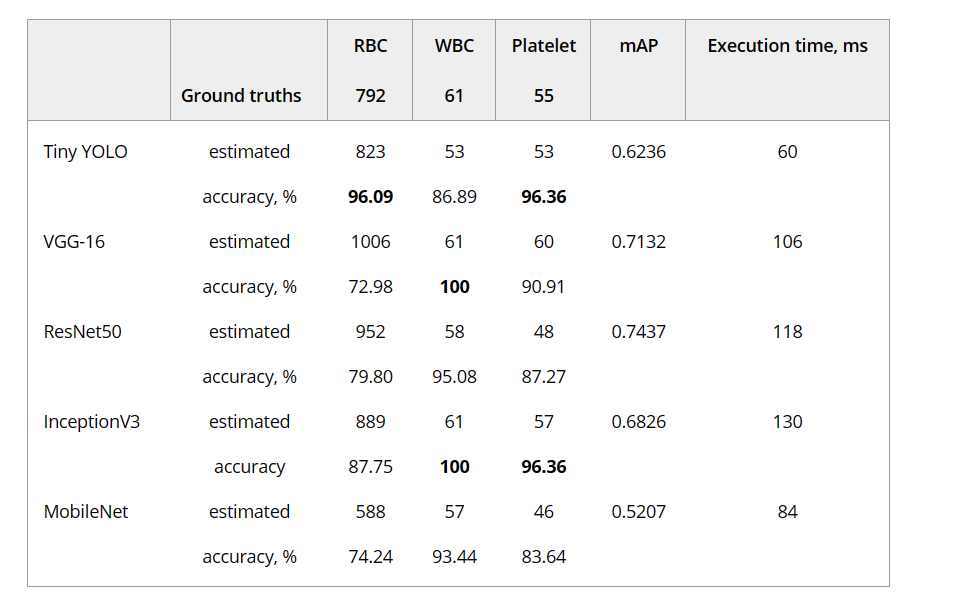 RBC WBC Platelet mAP Execution time, ms
Ground truths 792 61 55
Tiny YOLO estimated 823 53 53 0.6236 60
accuracy, % 96.09 86.89 96.36
VGG-16 estimated 1006 61 60 0.7132 106
accuracy, % 72.98 100 90.91
ResNet50 estimated 952 58 48 0.7437 118
accuracy, % 79.80 95.08 87.27
InceptionV3 estimated 889 61 57 0.6826 130
accuracy 87.75 100 96.36
MobileNet estimated 588 57 46 0.5207 84
accuracy, % 74.24 93.44 83.64